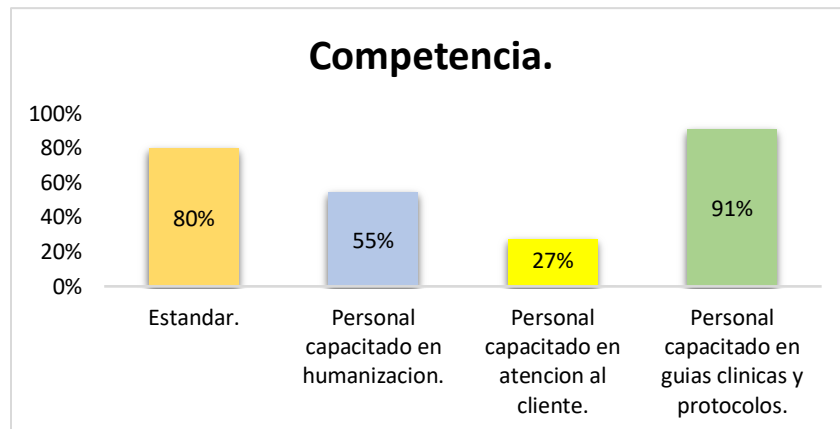 Competencia.
100%
80%
60%
40%
20%
0%
80%
55%
27%
91%
Estandar.
Personal
capacitado en
humanizacion.
Personal
capacitado en
atencion al
cliente.
Personal
capacitado en
guias clinicas y
protocolos.